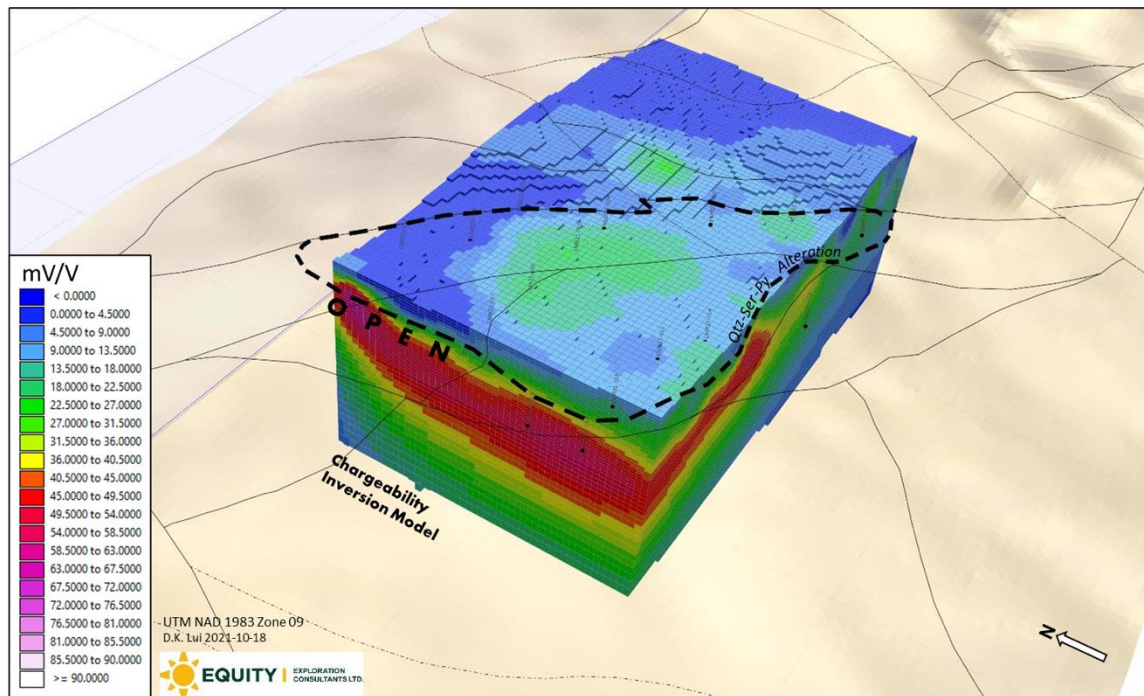 mV/V
< 0.0000
0.0000 to 4.5000
4.5000 to 9.0000
9.0000 to 13.5000
13.5000 to 18.0000
18.0000 to 22.5000
22.5000 to 27.0000
27.0000 to 31.5000
31.5000 to 36.0000
36.0000 to 40.5000
40.5000 to 45.0000
45.0000 to 49.5000
49.5000 to 54.0000
54.0000 to 58.5000
58.5000 to 63.0000
63.0000 to 67.5000
67.5000 to 72.0000
72.0000 to 76.5000
76.5000 to 81.0000
81.0000 to 85.5000
85.5000 to 90.0000
>= 90.0000
OPEN
Qtz-Ser-Py Alteration
Chargeability
Inversion Model
UTM NAD 1983 Zone 09
D.K. Lui 2021-10-18
EQUITY
EXPLORATION
CONSULTANTS LTD.
N